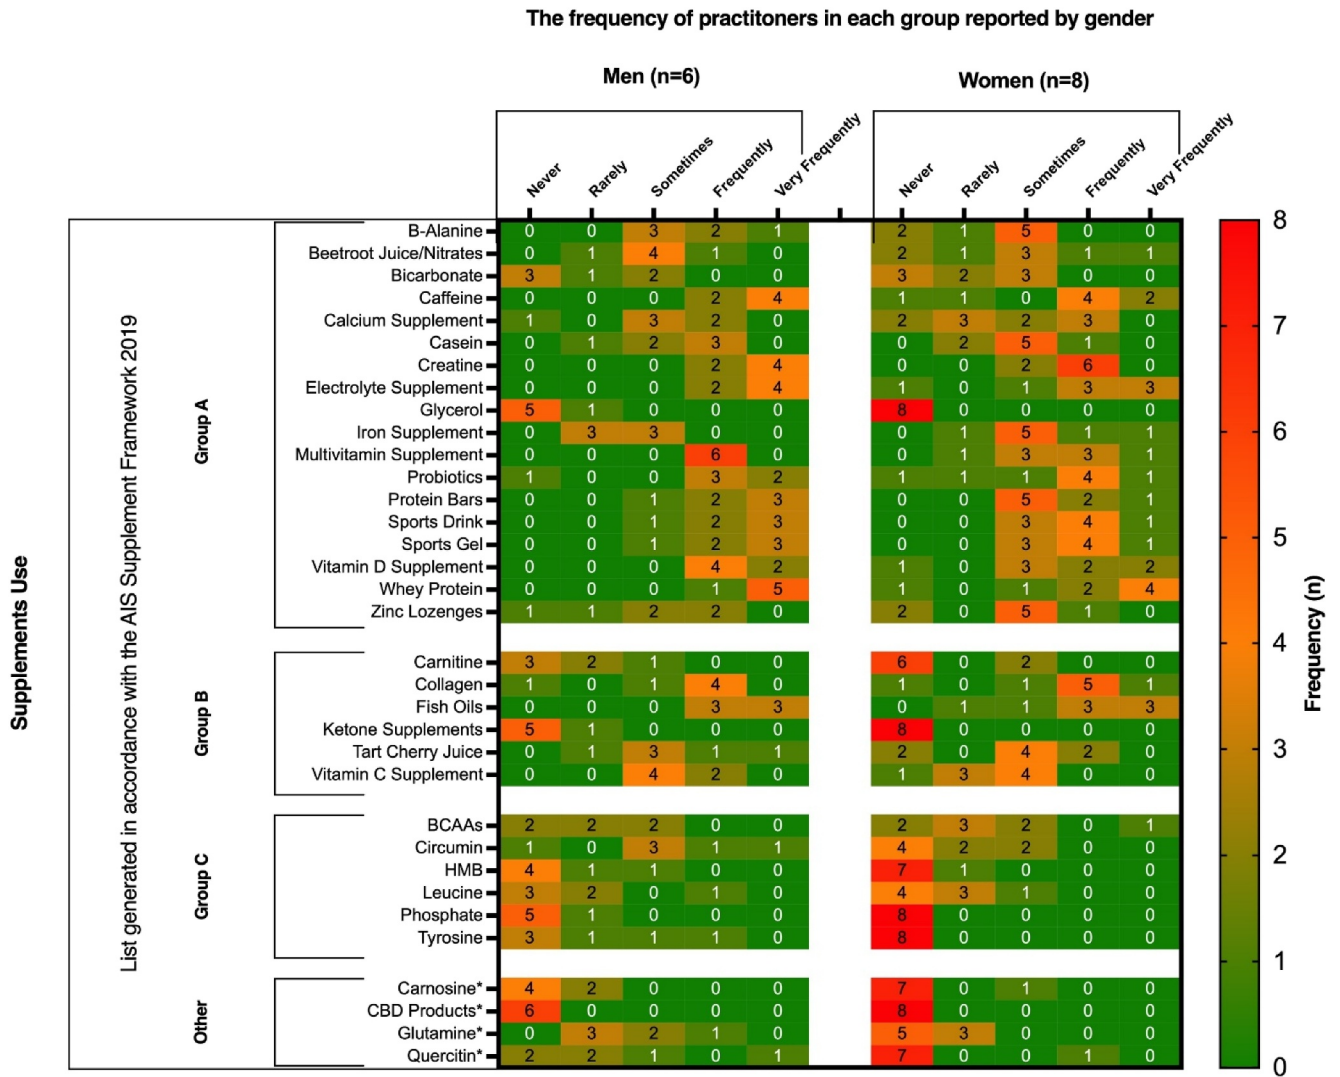 The frequency of practitoners in each group reported by gender
Men (n=6)
Women (n=8)
Never Rarely Sometimes Frequently Very Frequently Never Rarely Sometimes Frequently Very Frequently
Supplements Use
List generated in accordance with the AIS Supplement Framework 2019
Group A
B-Alanine 0 0 3 2 1 2 1 5 0 0
Beetroot Juice/Nitrates 0 1 4 1 0 2 1 3 1 1
Bicarbonate 3 1 2 0 0 3 2 3 0 0
Caffeine 0 0 0 2 4 1 1 0 4 2
Calcium Supplement 1 0 3 2 0 2 3 2 3 0
Casein 0 1 2 3 0 0 2 5 1 0
Creatine 0 0 0 2 4 0 0 2 6 0
Electrolyte Supplement 0 0 0 2 4 1 0 1 3 3
Glycerol 5 1 0 0 0 8 0 0 0 0
Iron Supplement 0 3 3 0 0 0 1 5 1 1
Multivitamin Supplement 0 0 0 6 0 0 1 3 3 1
Probiotics 1 0 0 3 2 1 1 1 4 1
Protein Bars 0 0 1 2 3 0 0 5 2 1
Sports Drink 0 0 1 2 3 0 0 3 4 1
Sports Gel 0 0 1 2 3 0 0 3 4 1
Vitamin D Supplement 0 0 0 4 2 1 0 3 2 2
Whey Protein 0 0 0 1 5 1 0 1 2 4
Zinc Lozenges 1 1 2 2 0 2 0 5 1 0
Group B
Carnitine 3 2 1 0 0 6 0 2 0 0
Collagen 1 0 1 4 0 1 0 1 5 1
Fish Oils 0 0 0 3 3 0 1 1 3 3
Ketone Supplements 5 1 0 0 0 8 0 0 0 0
Tart Cherry Juice 0 1 3 1 1 2 0 4 2 0
Vitamin C Supplement 0 0 4 2 0 1 3 4 0 0
Group C
BCAAs 2 2 2 0 0 2 3 2 0 1
Circumin 1 0 3 1 1 4 2 2 0 0
HMB 4 1 1 0 0 7 1 0 0 0
Leucine 3 2 0 1 0 4 3 1 0 0
Phosphate 5 1 0 0 0 8 0 0 0 0
Tyrosine 3 1 1 1 0 8 0 0 0 0
Other
Carnosine* 4 2 0 0 0 7 0 1 0 0
CBD Products* 6 0 0 0 0 8 0 0 0 0
Glutamine* 0 3 2 1 0 5 3 0 0 0
Quercitin* 2 2 1 0 1 7 0 0 1 0
8
7
6
5
4
3
2
1
0
Frequency (n)